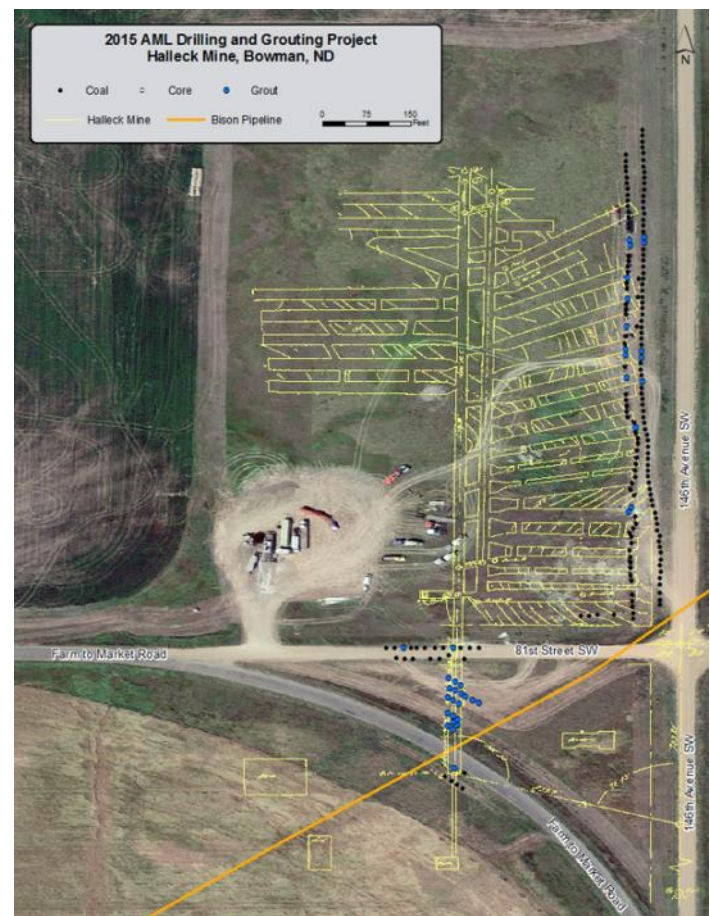 2015 AML Drilling and Grouting Project
Halleck Mine, Bowman, ND
Coal
Core
Grout
Halleck Mine
Bison Pipeline
0 75 150
Feet
N
146th Avenue SW
Farm to Market Road
81st Street SW
146th Avenue SW
Farm to Market Road